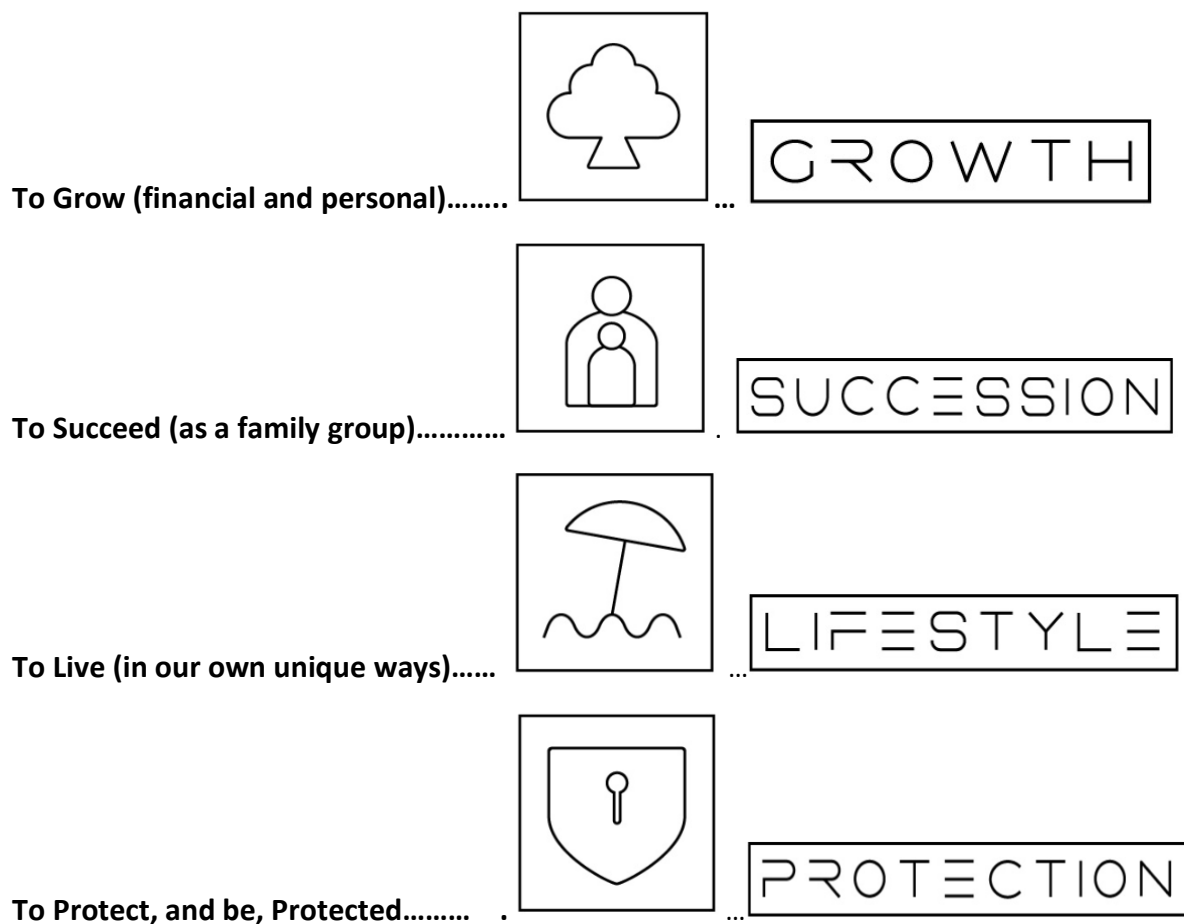 To Grow (financial and personal)…….. … GROWTH
To Succeed (as a family group)………… . SUCCESSION
To Live (in our own unique ways)…… … LIFESTYLE
To Protect, and be, Protected……… . … PROTECTION